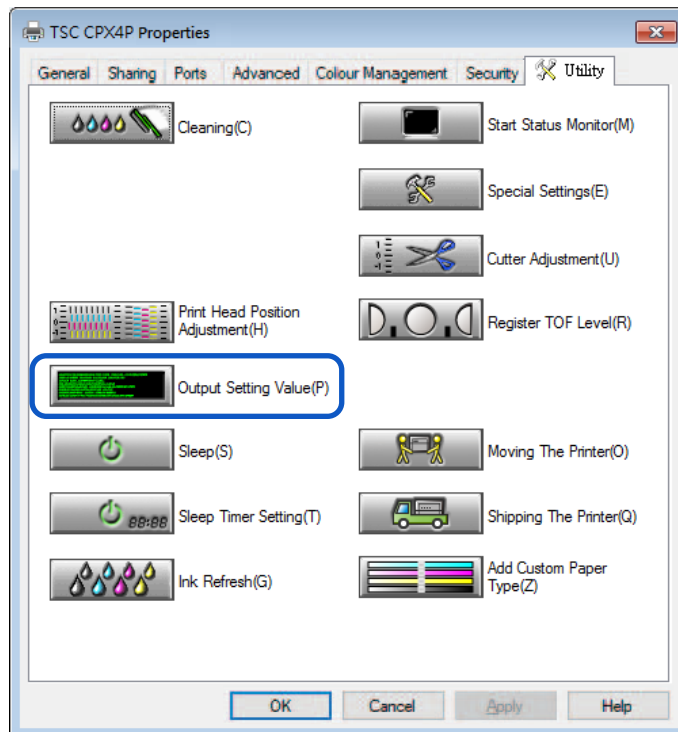 TSC CPX4P Properties
General Sharing Ports Advanced Colour Management Security Utility
Cleaning(C)
Start Status Monitor(M)
Special Settings(E)
Cutter Adjustment(U)
Print Head Position
Adjustment(H)
Register TOF Level(R)
Output Setting Value(P)
Sleep(S)
Moving The Printer(O)
88:88
Sleep Timer Setting(T)
Shipping The Printer(Q)
Ink Refresh(G)
Add Custom Paper
Type(Z)
OK Cancel Apply Help